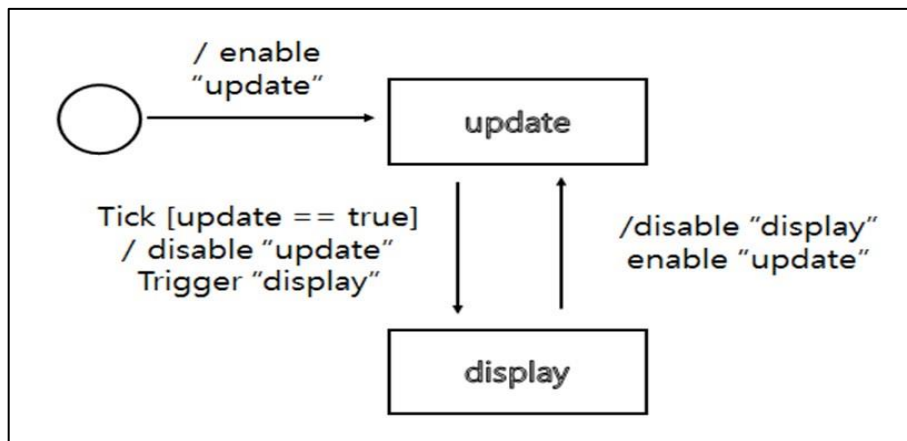 / enable
“update”
update
Tick [update == true]
/ disable “update”
Trigger “display”
/disable “display”
enable “update”
display